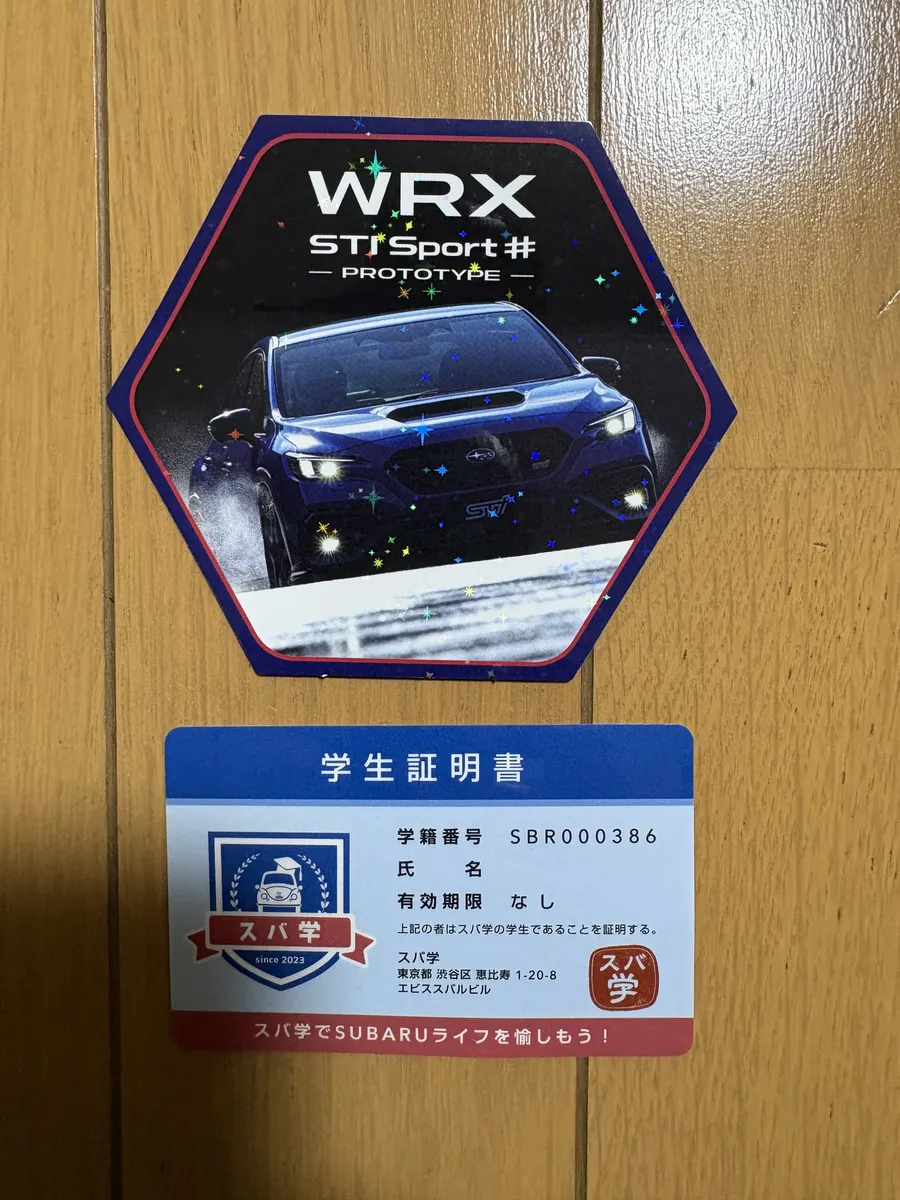 WRX
STI Sport#
PROTOTYPE
STI
学生証明書
学籍番号 SBR000386
氏 名
有効期限 なし
上記の者はスバ学の学生であることを証明する。
スバ学
東京都 渋谷区 恵比寿 1-20-8
エビススバルビル
スバ学
since 2023
スバ学
スバ学でSUBARUライフを愉しもう!